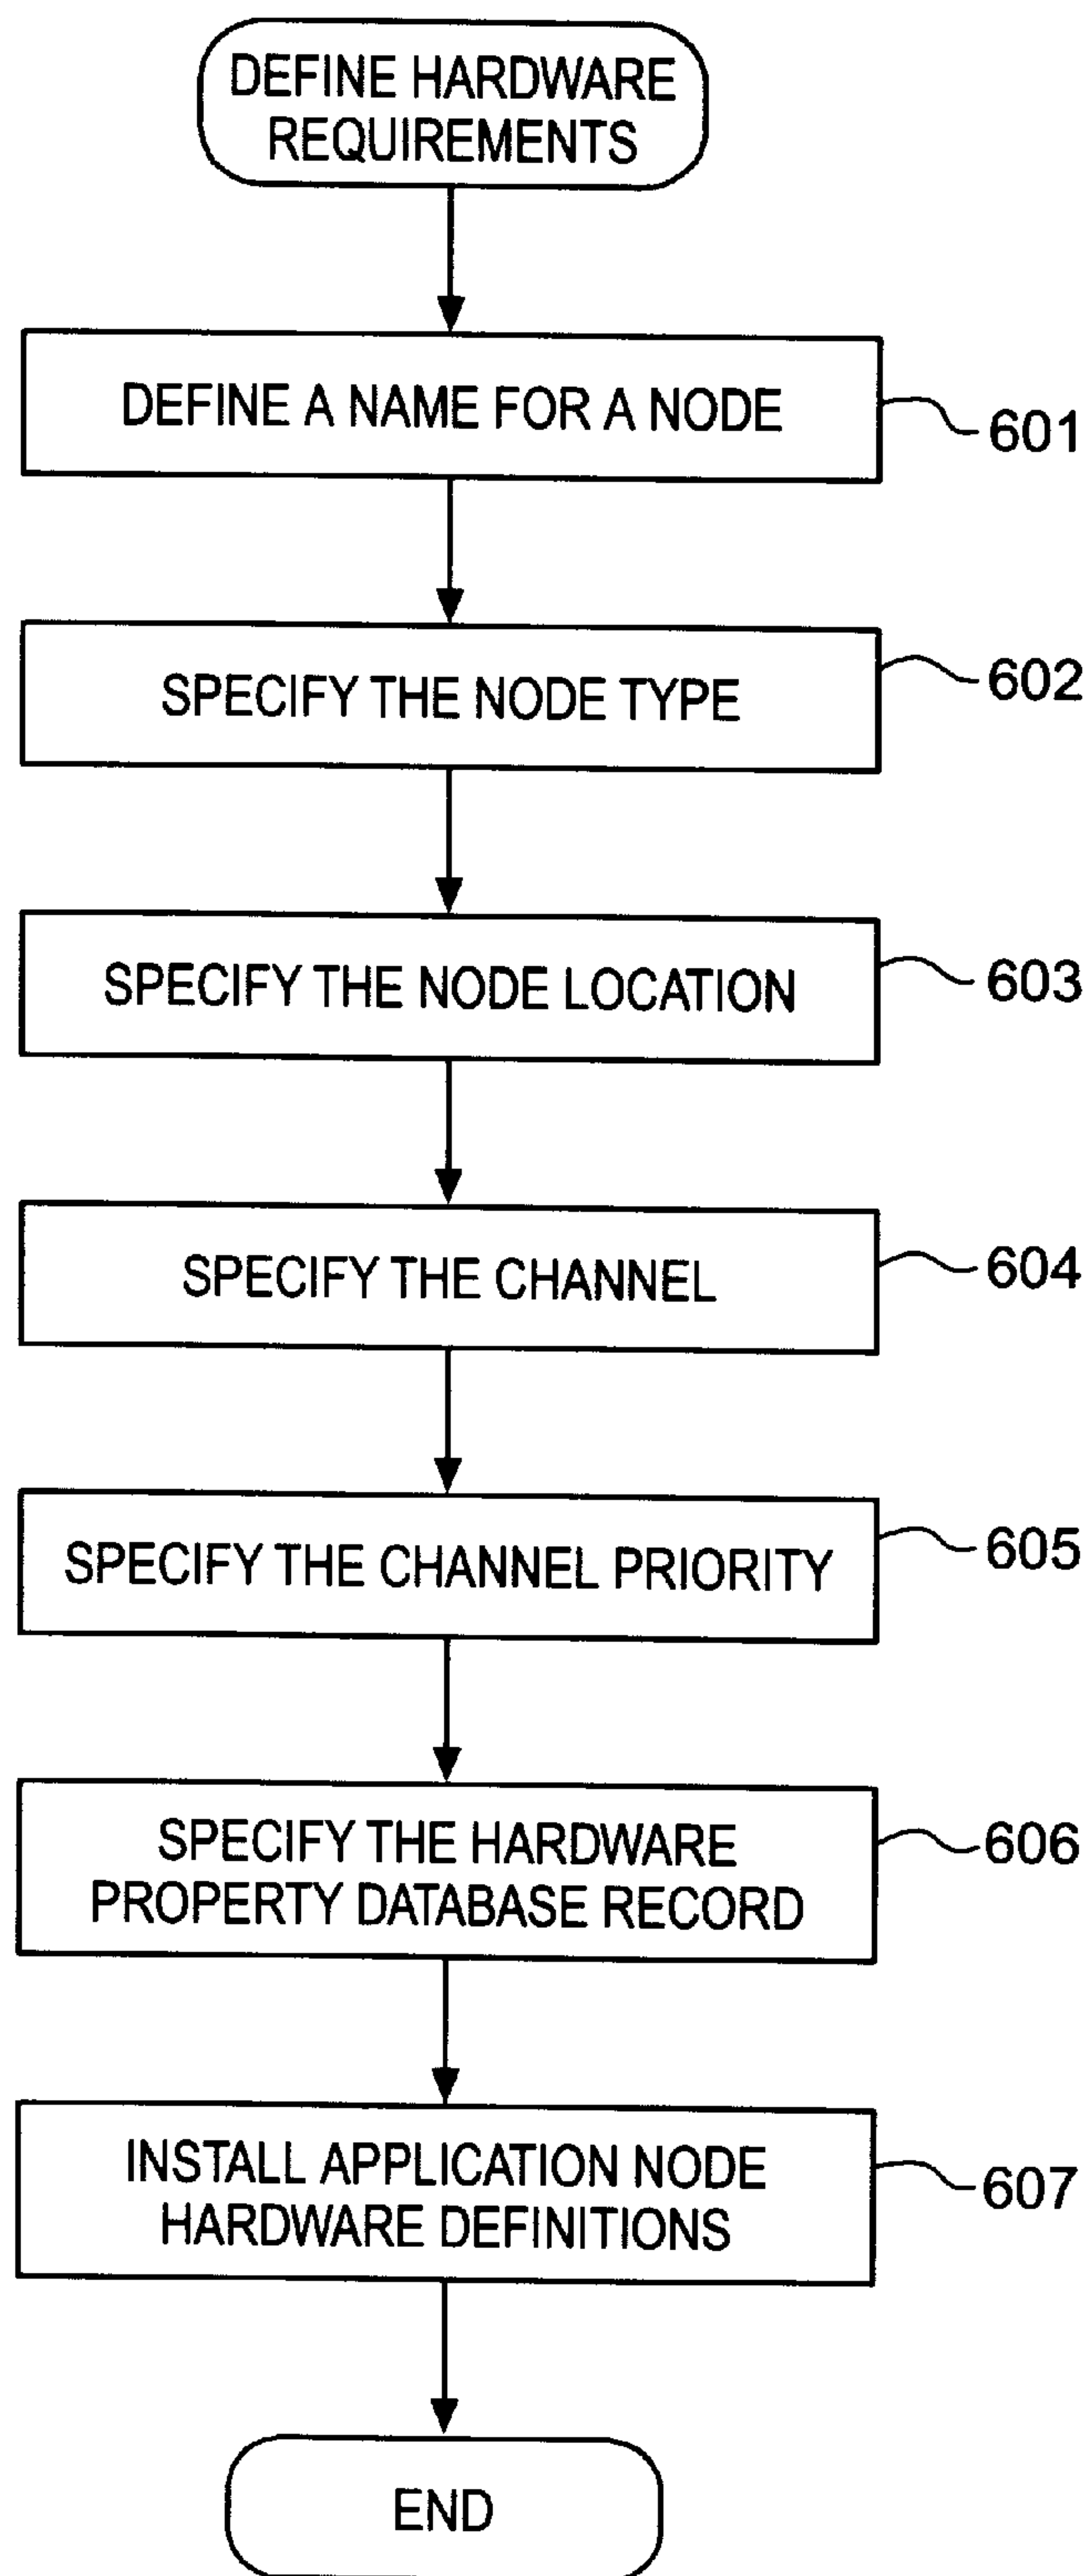 DEFINE HARDWARE
REQUIREMENTS
DEFINE A NAME FOR A NODE
601
SPECIFY THE NODE TYPE
602
SPECIFY THE NODE LOCATION
603
SPECIFY THE CHANNEL
604
SPECIFY THE CHANNEL PRIORITY
605
SPECIFY THE HARDWARE
PROPERTY DATABASE RECORD
606
INSTALL APPLICATION NODE
HARDWARE DEFINITIONS
607
END